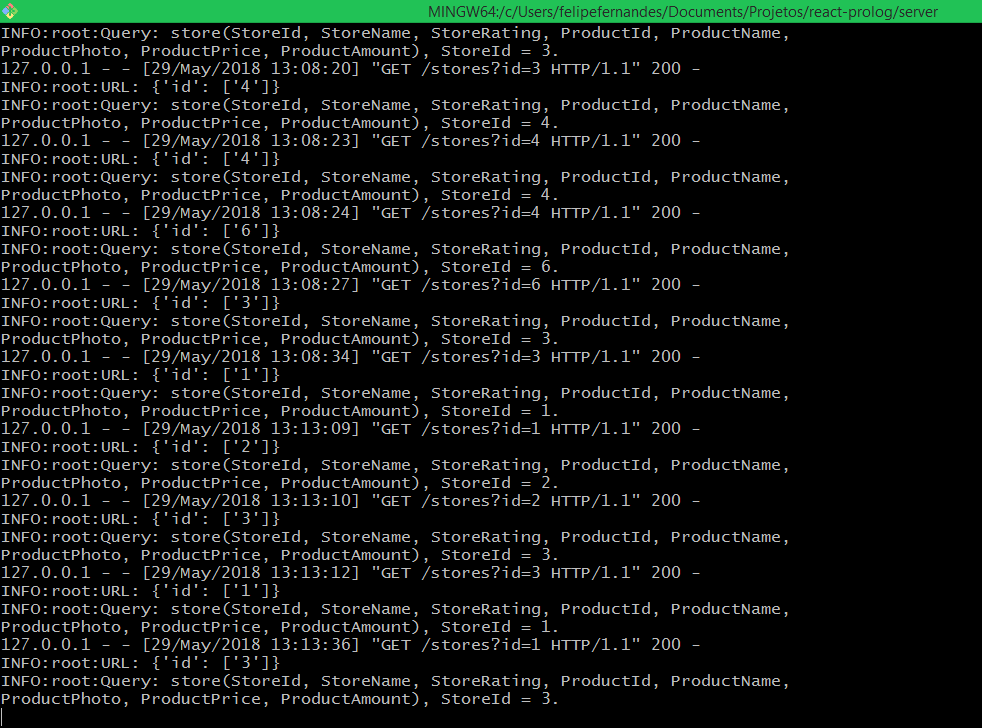 MINGW64:/c/Users/felipefernandes/Documents/Projetos/react-prolog/server
INFO:root:Query: store(StoreId, StoreName, StoreRating, ProductId, ProductName,
ProductPhoto, ProductPrice, ProductAmount), StoreId = 3.
127.0.0.1 - - [29/May/2018 13:08:20] "GET /stores?id=3 HTTP/1.1" 200 -
INFO:root:URL: {'id': ['4']}
INFO:root:Query: store(StoreId, StoreName, StoreRating, ProductId, ProductName,
ProductPhoto, ProductPrice, ProductAmount), StoreId = 4.
127.0.0.1 - - [29/May/2018 13:08:23] "GET /stores?id=4 HTTP/1.1" 200 -
INFO:root:URL: {'id': ['4']}
INFO:root:Query: store(StoreId, StoreName, StoreRating, ProductId, ProductName,
ProductPhoto, ProductPrice, ProductAmount), StoreId = 4.
127.0.0.1 - - [29/May/2018 13:08:24] "GET /stores?id=4 HTTP/1.1" 200 -
INFO:root:URL: {'id': ['6']}
INFO:root:Query: store(StoreId, StoreName, StoreRating, ProductId, ProductName,
ProductPhoto, ProductPrice, ProductAmount), StoreId = 6.
127.0.0.1 - - [29/May/2018 13:08:27] "GET /stores?id=6 HTTP/1.1" 200 -
INFO:root:URL: {'id': ['3']}
INFO:root:Query: store(StoreId, StoreName, StoreRating, ProductId, ProductName,
ProductPhoto, ProductPrice, ProductAmount), StoreId = 3.
127.0.0.1 - - [29/May/2018 13:08:34] "GET /stores?id=3 HTTP/1.1" 200 -
INFO:root:URL: {'id': ['1']}
INFO:root:Query: store(StoreId, StoreName, StoreRating, ProductId, ProductName,
ProductPhoto, ProductPrice, ProductAmount), StoreId = 1.
127.0.0.1 - - [29/May/2018 13:13:09] "GET /stores?id=1 HTTP/1.1" 200 -
INFO:root:URL: {'id': ['2']}
INFO:root:Query: store(StoreId, StoreName, StoreRating, ProductId, ProductName,
ProductPhoto, ProductPrice, ProductAmount), StoreId = 2.
127.0.0.1 - - [29/May/2018 13:13:10] "GET /stores?id=2 HTTP/1.1" 200 -
INFO:root:URL: {'id': ['3']}
INFO:root:Query: store(StoreId, StoreName, StoreRating, ProductId, ProductName,
ProductPhoto, ProductPrice, ProductAmount), StoreId = 3.
127.0.0.1 - - [29/May/2018 13:13:12] "GET /stores?id=3 HTTP/1.1" 200 -
INFO:root:URL: {'id': ['1']}
INFO:root:Query: store(StoreId, StoreName, StoreRating, ProductId, ProductName,
ProductPhoto, ProductPrice, ProductAmount), StoreId = 1.
127.0.0.1 - - [29/May/2018 13:13:36] "GET /stores?id=1 HTTP/1.1" 200 -
INFO:root:URL: {'id': ['3']}
INFO:root:Query: store(StoreId, StoreName, StoreRating, ProductId, ProductName,
ProductPhoto, ProductPrice, ProductAmount), StoreId = 3.